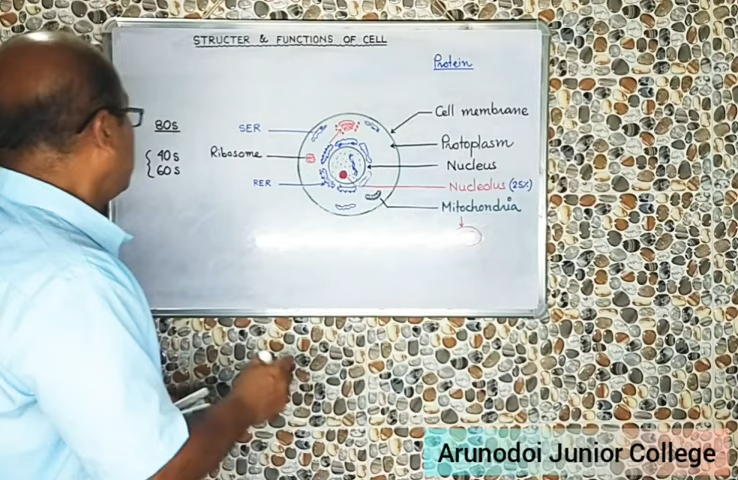 STRUCTER & FUNCTIONS OF CELL
Protein
80s
40s
60s
SER
Ribosome
RER
Cell membrane
Protoplasm
Nucleus
Nucleolus (25%)
Mitochondria
Arunodoi Junior College